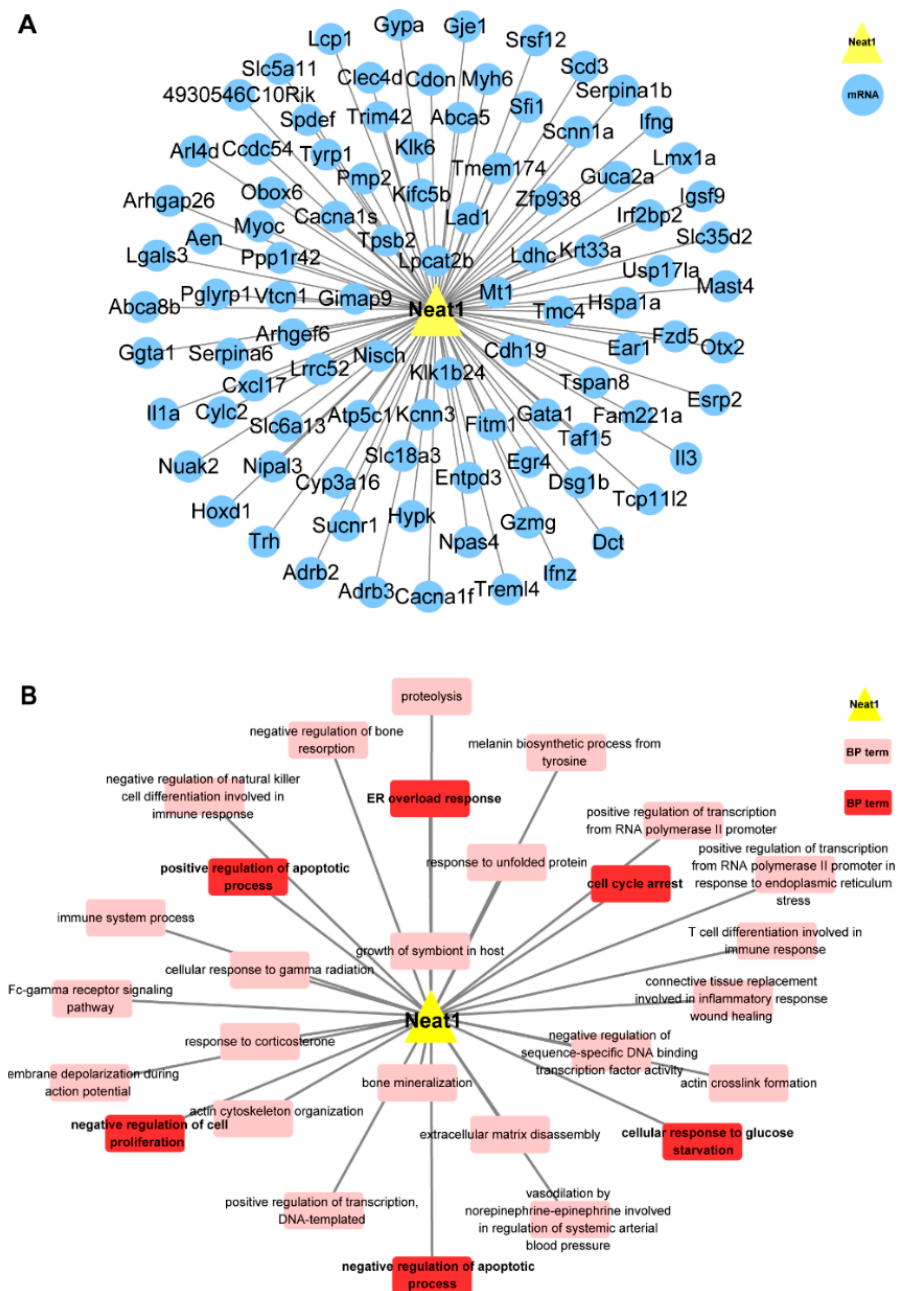 A
Neat1
mRNA
Gypa
Gje1
Lcp1
Srsf12
Slc5a11
Clec4d
Cdon
Myh6
Scd3
4930546C10Rik
Serpina1b
Spdef
Trim42
Abca5
Sfi1
Ifng
Scnn1a
Arl4d
Ccdc54
Tyrp1
Klk6
Lmx1a
Tmem174
Pmp2
Guca2a
Arhgap26
Obox6
Kifc5b
Zfp938
Igsf9
Cacna1s
Lad1
Irf2bp2
Myoc
Aen
Tpsb2
Slc35d2
Lgals3
Ppp1r42
Lpcat2b
Ldhc
Krt33a
Usp17la
Mast4
Abca8b
Pglyrp1
Vtcn1
Gimap9
Mt1
Hspa1a
Neat1
Tmc4
Arhgef6
Fzd5
Ggta1
Serpina6
Nisch
Cdh19
Ear1
Otx2
Lrrc52
Klk1b24
Cxcl17
Tspan8
Esrp2
Il1a
Cylc2
Slc6a13
Atp5c1
Kcnn3
Fitm1
Gata1
Fam221a
Taf15
Nuak2
Nipal3
Slc18a3
Egr4
Il3
Cyp3a16
Entpd3
Dsg1b
Tcp11l2
Hoxd1
Sucnr1
Hypk
Gzmg
Trh
Npas4
Dct
Adrb2
Ifnz
Adrb3
Cacna1f
Treml4
B
Neat1
BP term
BP term
proteolysis
negative regulation of bone
resorption
melanin biosynthetic process from
tyrosine
negative regulation of natural killer
cell differentiation involved in
immune response
ER overload response
positive regulation of transcription
from RNA polymerase II promoter
positive regulation of apoptotic
process
response to unfolded protein
cell cycle arrest
positive regulation of transcription
from RNA polymerase II promoter in
response to endoplasmic reticulum
stress
immune system process
growth of symbiont in host
T cell differentiation involved in
immune response
cellular response to gamma radiation
Fc-gamma receptor signaling
pathway
connective tissue replacement
involved in inflammatory response
wound healing
Neat1
response to corticosterone
negative regulation of
sequence-specific DNA binding
transcription factor activity
embrane depolarization during
action potential
bone mineralization
actin crosslink formation
actin cytoskeleton organization
negative regulation of cell
proliferation
extracellular matrix disassembly
cellular response to glucose
starvation
positive regulation of transcription,
DNA-templated
vasodilation by
norepinephrine-epinephrine involved
in regulation of systemic arterial
blood pressure
negative regulation of apoptotic
process